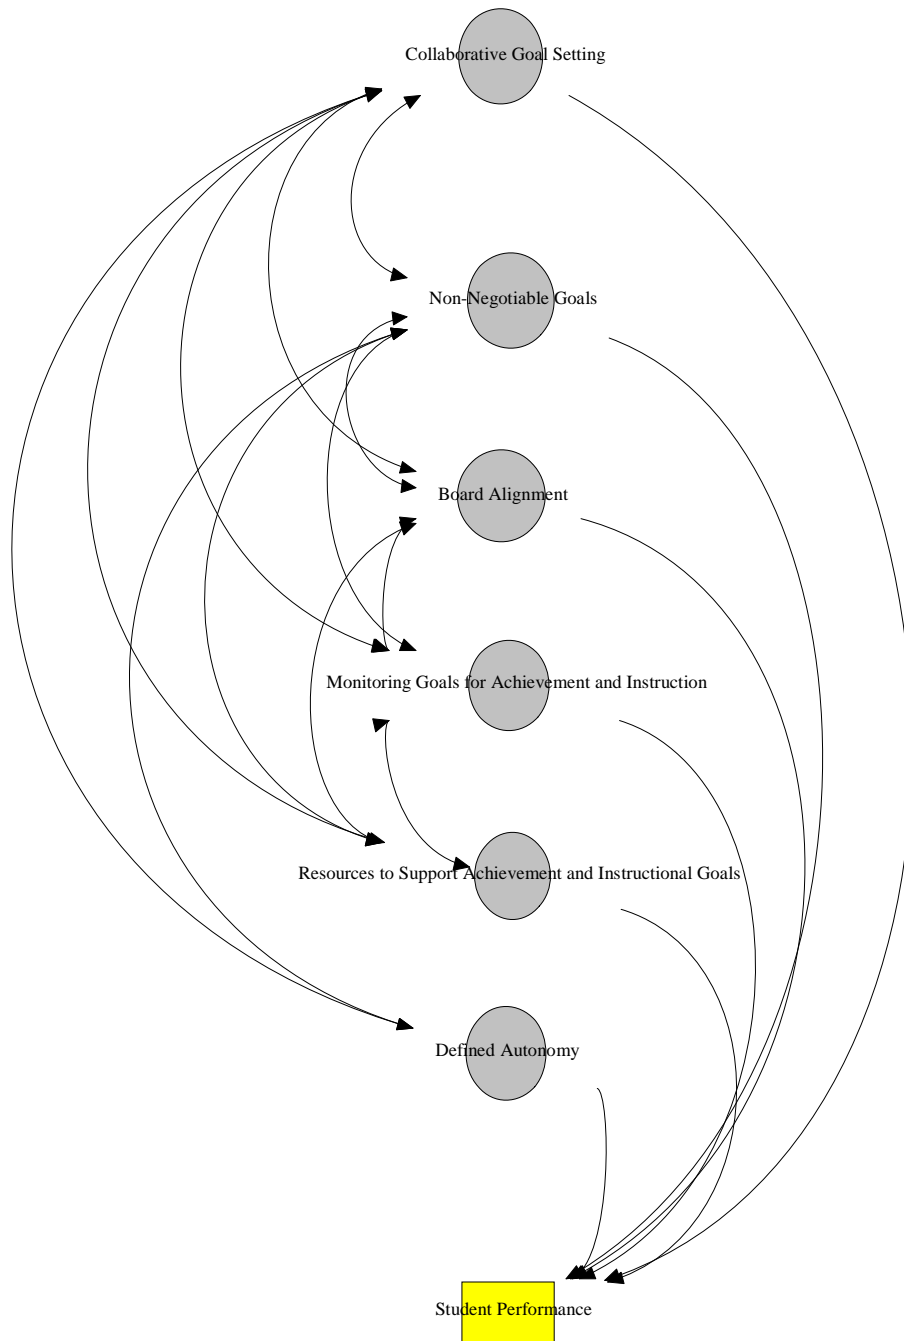 Collaborative Goal Setting
Non-Negotiable Goals
Board Alignment
Monitoring Goals for Achievement and Instruction
Resources to Support Achievement and Instructional Goals
Defined Autonomy
Student Performance